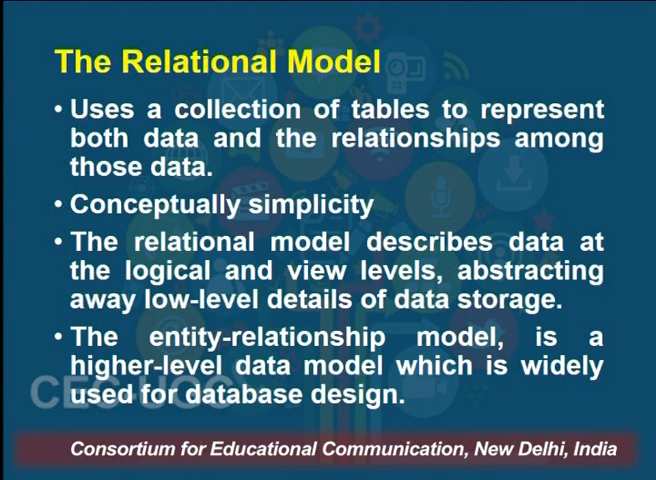 The Relational Model
• Uses a collection of tables to represent
both data and the relationships among
those data.
• Conceptually simplicity
• The relational model describes data at
the logical and view levels, abstracting
away low-level details of data storage.
• The entity-relationship model, is a
higher-level data model which is widely
used for database design.
CEC-UGC
Consortium for Educational Communication, New Delhi, India